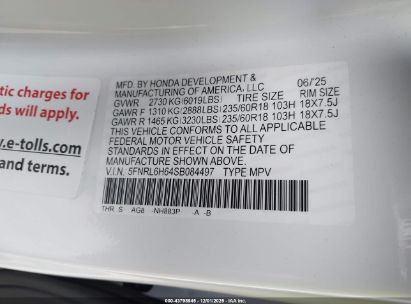 tic charges for
ds will apply.
w.e-tolls.com
and terms.
MFD. BY HONDA DEVELOPMENT &
MANUFACTURING OF AMERICA, LLC 06/25
GVWR 2730 KG (6019LBS) TIRE SIZE RIM SIZE
GAWR F 1310 KG (2888LBS) 235/60R18 103H 18X7.5J
GAWR R 1465 KG (3230LBS) 235/60R18 103H 18X7.5J
THIS VEHICLE CONFORMS TO ALL APPLICABLE
FEDERAL MOTOR VEHICLE SAFETY
STANDARDS IN EFFECT ON THE DATE OF
MANUFACTURE SHOWN ABOVE.
V.I.N. 5FNRL6H64SB084497 TYPE MPV
THR S AG8 -NH883P -A -B
12/01/2025